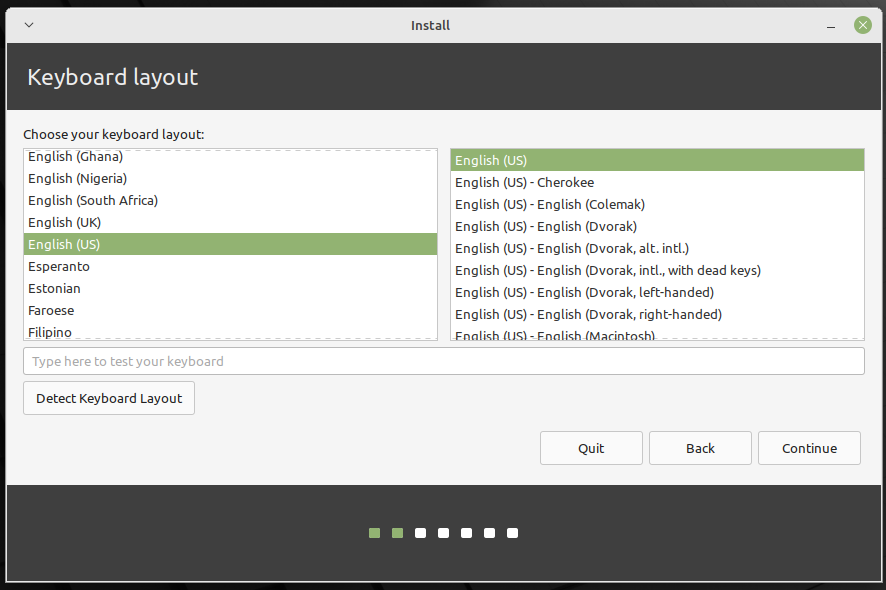 Install
Keyboard layout
Choose your keyboard layout:
English (Ghana)
English (Nigeria)
English (South Africa)
English (UK)
English (US)
Esperanto
Estonian
Faroese
Filipino
English (US)
English (US) - Cherokee
English (US) - English (Colemak)
English (US) - English (Dvorak)
English (US) - English (Dvorak, alt. intl.)
English (US) - English (Dvorak, intl., with dead keys)
English (US) - English (Dvorak, left-handed)
English (US) - English (Dvorak, right-handed)
English (US) - English (Macintosh)
Type here to test your keyboard
Detect Keyboard Layout
Quit
Back
Continue